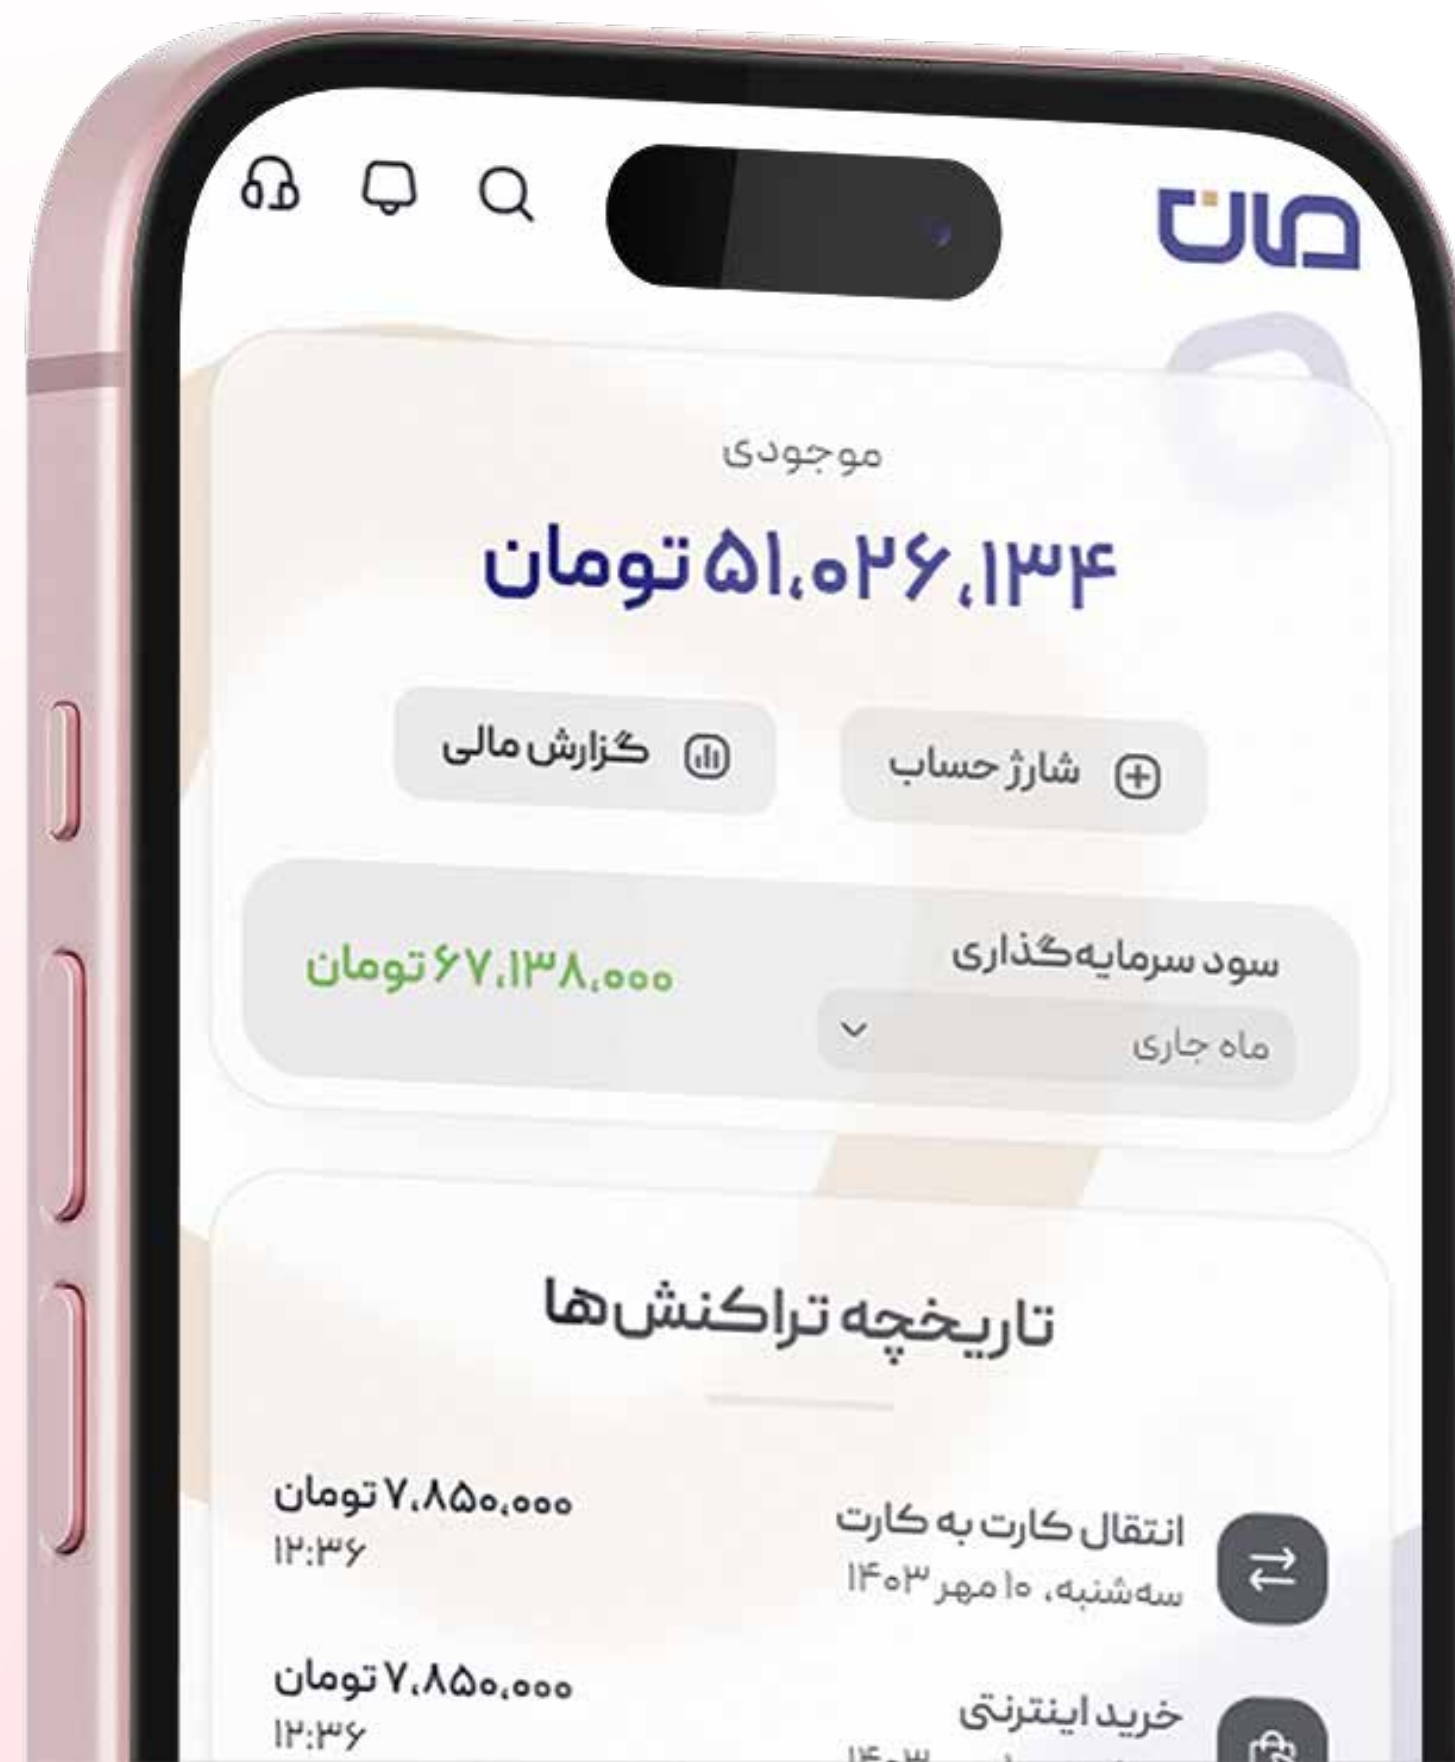 مان
موجودی
۵۱،۰۲۶،۱۳۴ تومان
شارژ حساب
گزارش مالی
سود سرمایه‌گذاری
۶۷،۱۳۸،۰۰۰ تومان
ماه جاری
تاریخچه تراکنش‌ها
انتقال کارت به کارت
۷،۸۵۰،۰۰۰ تومان
سه‌شنبه، ۱۰ مهر ۱۴۰۳
۱۲:۳۶
خرید اینترنتی
۷،۸۵۰،۰۰۰ تومان
۱۲:۳۶